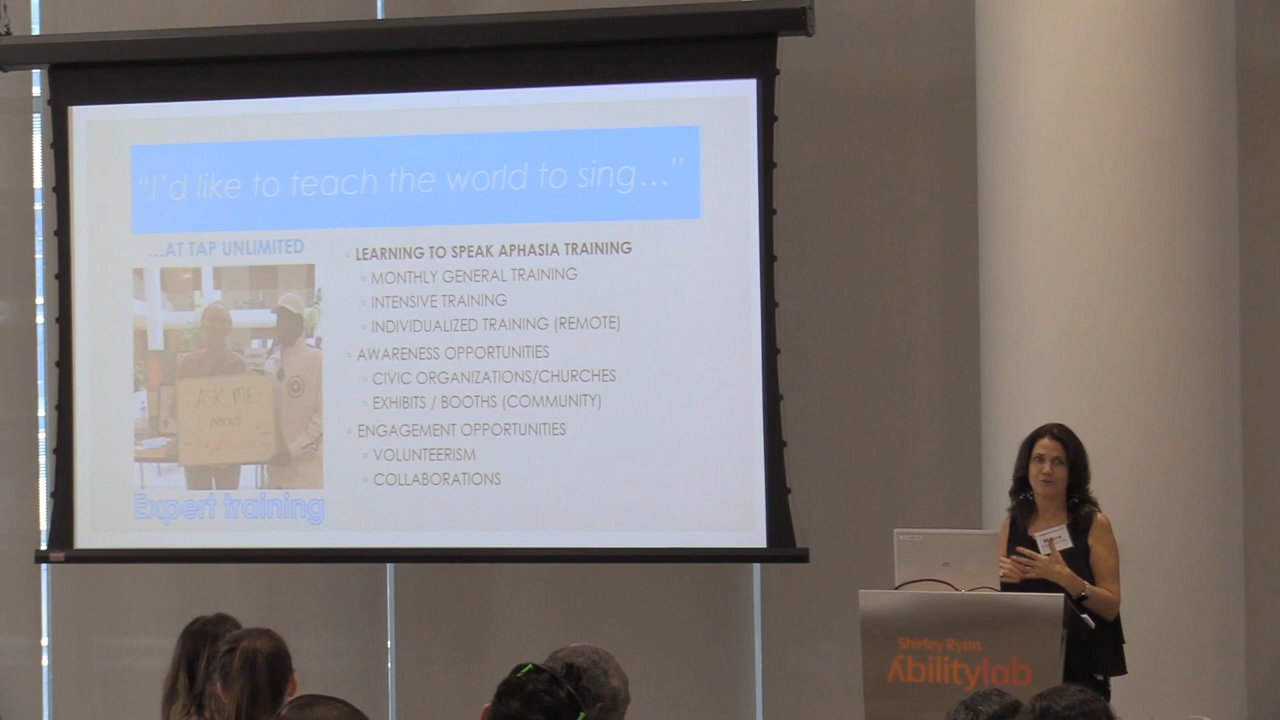 “I’d like to teach the world to sing…”
…AT TAP UNLIMITED
ASK ME
ABOUT
Expert training
LEARNING TO SPEAK APHASIA TRAINING
MONTHLY GENERAL TRAINING
INTENSIVE TRAINING
INDIVIDUALIZED TRAINING (REMOTE)
AWARENESS OPPORTUNITIES
CIVIC ORGANIZATIONS/CHURCHES
EXHIBITS / BOOTHS (COMMUNITY)
ENGAGEMENT OPPORTUNITIES
VOLUNTEERISM
COLLABORATIONS
Shirley Ryan
Abilitylab